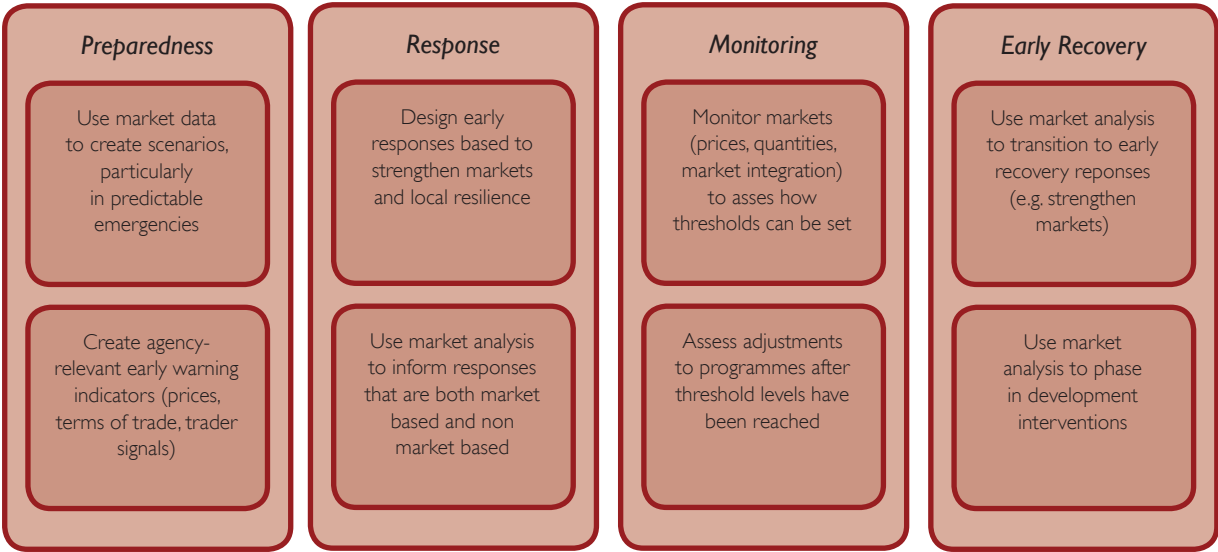 Preparedness
Use market data
to create scenarios,
particularly
in predictable
emergencies
Create agency-
relevant early warning
indicators (prices,
terms of trade, trader
signals)
Response
Design early
responses based to
strengthen markets
and local resilience
Use market analysis
to inform responses
that are both market
based and non
market based
Monitoring
Monitor markets
(prices, quantities,
market integration)
to asses how
thresholds can be set
Assess adjustments
to programmes after
threshold levels have
been reached
Early Recovery
Use market analysis
to transition to early
recovery reponses
(e.g. strengthen
markets)
Use market
analysis to phase
in development
interventions